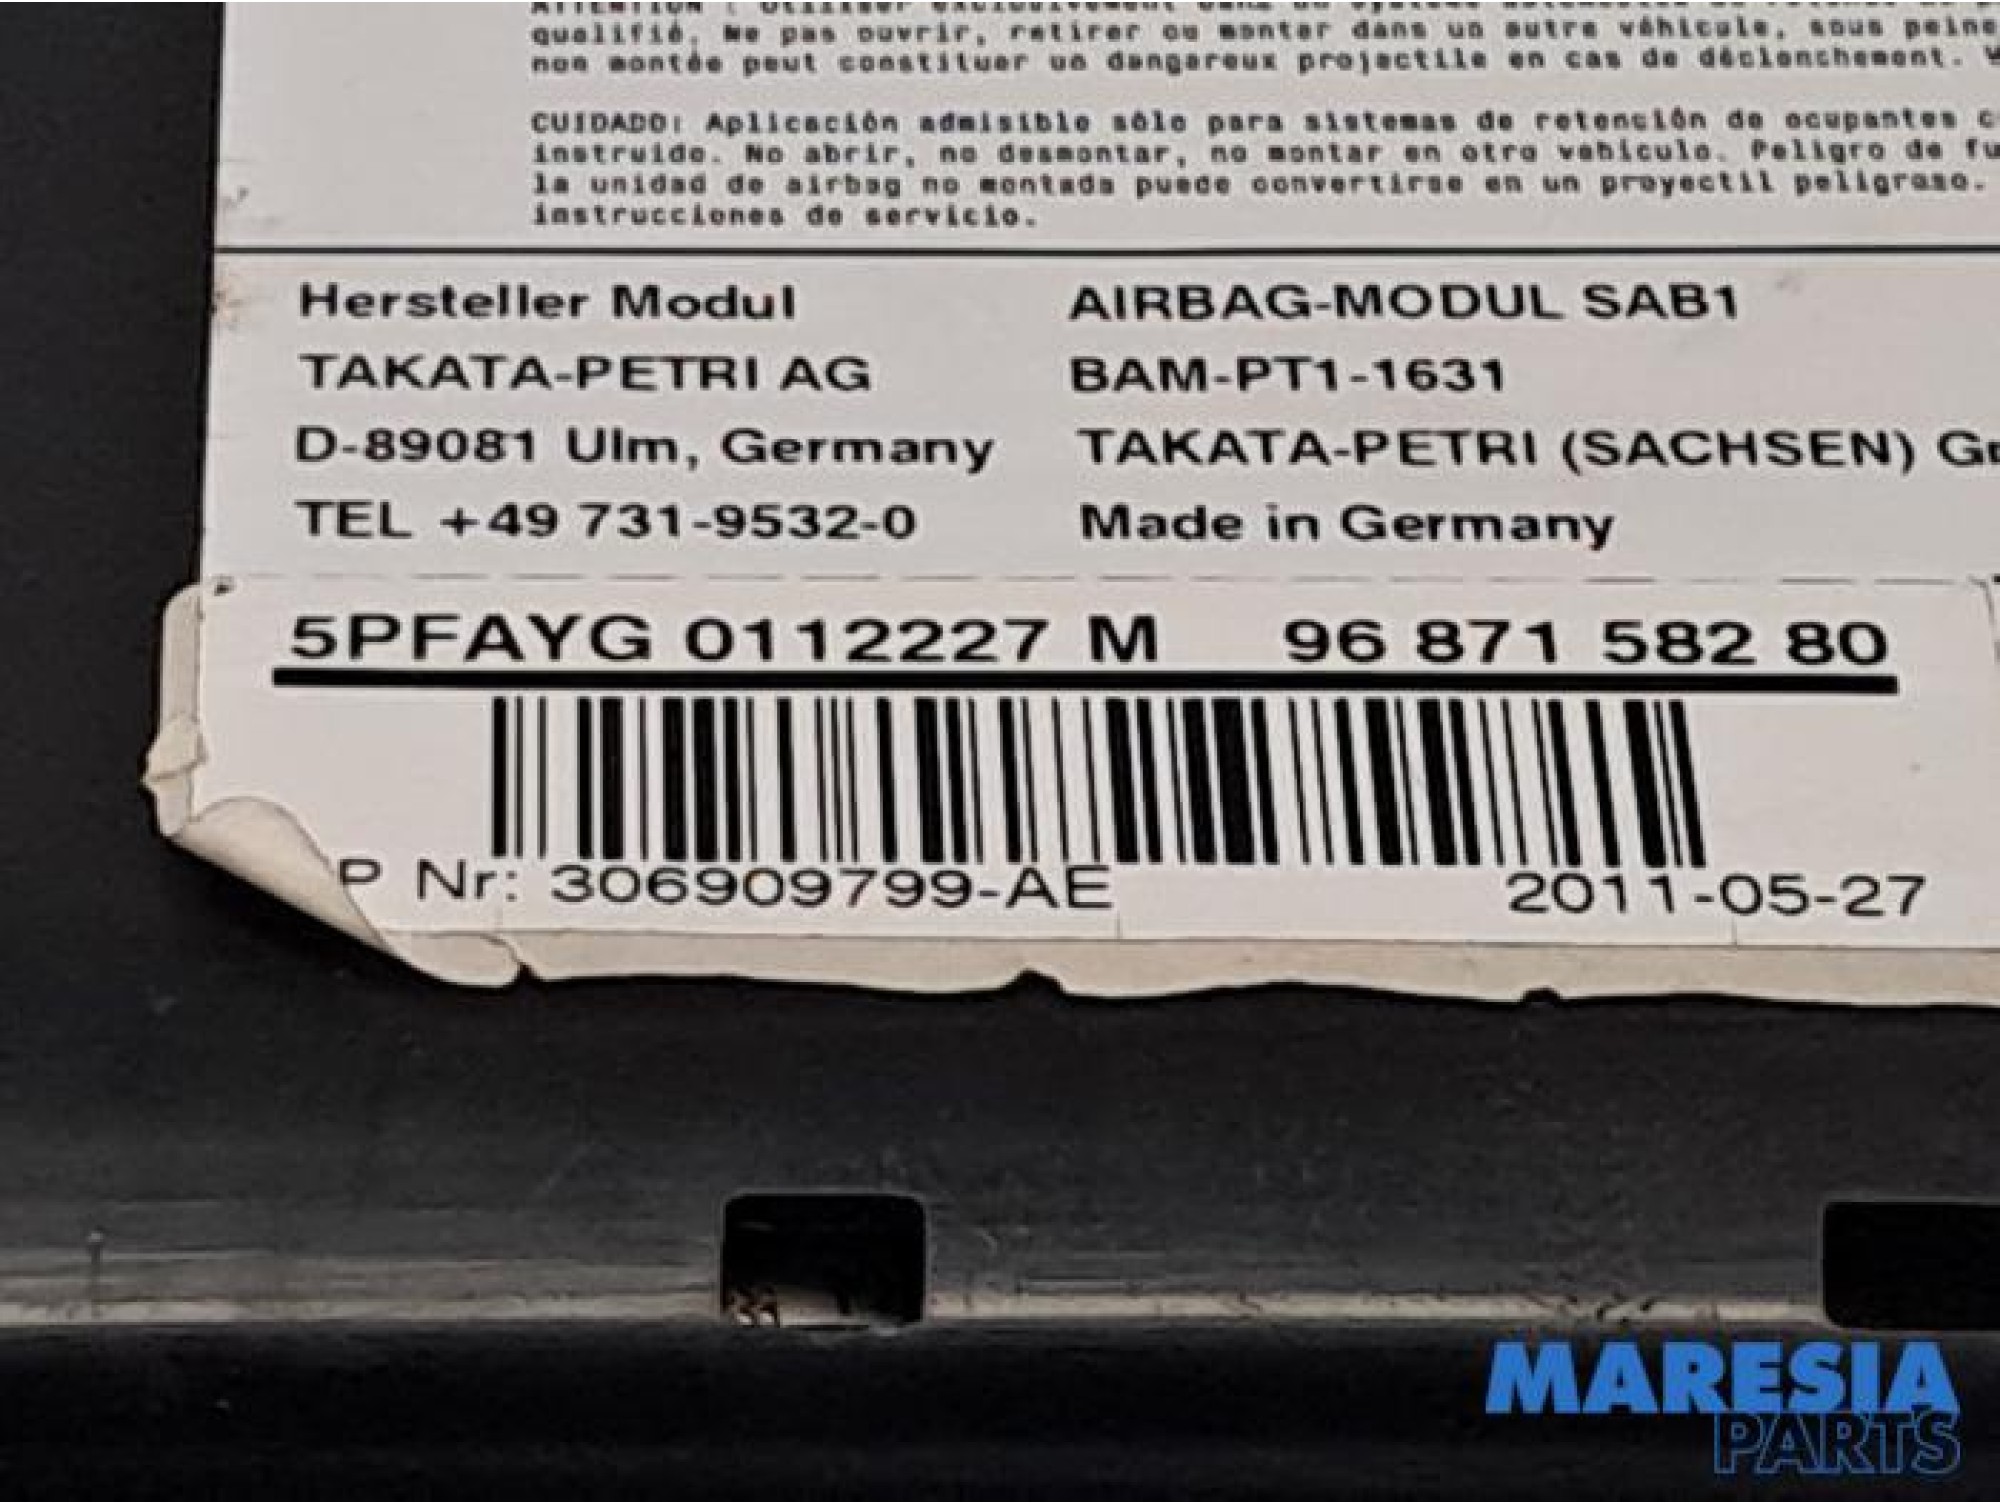 qualifié. Ne pas ouvrir, retirer ou monter dans un autre véhicule, sous peine
non montée peut constituer un dangereux projectile en cas de déclenchement.
CUIDADO: Aplicación admisible sólo para sistemas de retención de ocupantes
instruido. No abrir, no desmontar, no montar en otro vehiculo. Peligro de
la unidad de airbag no montada puede convertirse en un proyectil peligroso.
instrucciones de servicio.
Hersteller Modul
TAKATA-PETRI AG
D-89081 Ulm, Germany
TEL +49 731-9532-0
AIRBAG-MODUL SAB1
BAM-PT1-1631
TAKATA-PETRI (SACHSEN)
Made in Germany
5PFAYG 0112227 M 96 871 582 80
P Nr: 306909799-AE 2011-05-27
MARESIA
PARTS